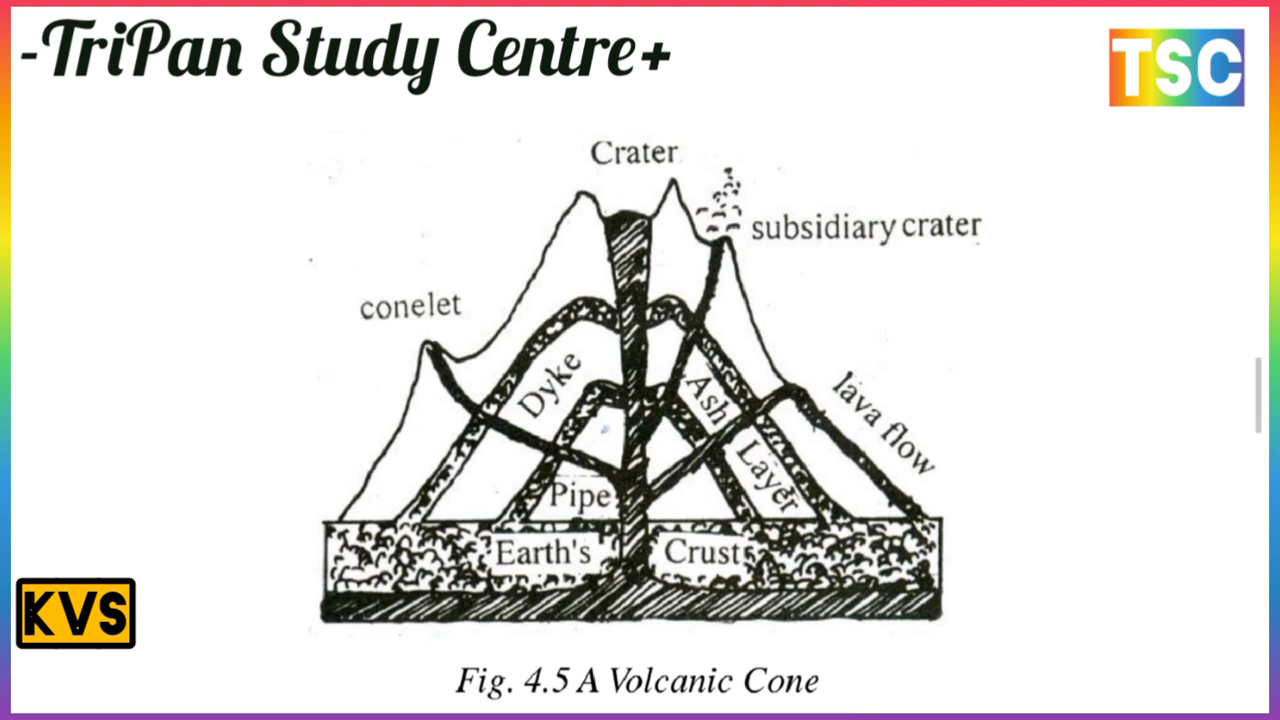 -TriPan Study Centre+
TSC
Crater
subsidiary crater
conelet
Dyke
Ash
Layer
lava flow
Pipe
Earth's Crust
KVS
Fig. 4.5 A Volcanic Cone